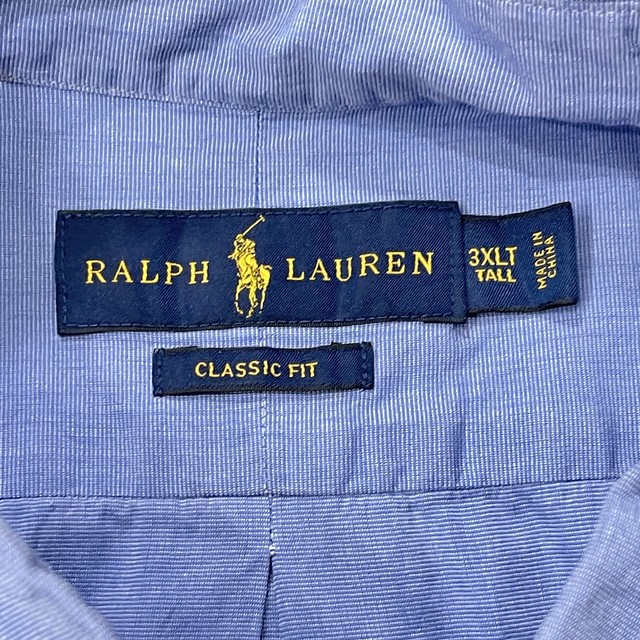 RALPH LAUREN
3XLT
TALL
MADE IN
CHINA
CLASSIC FIT